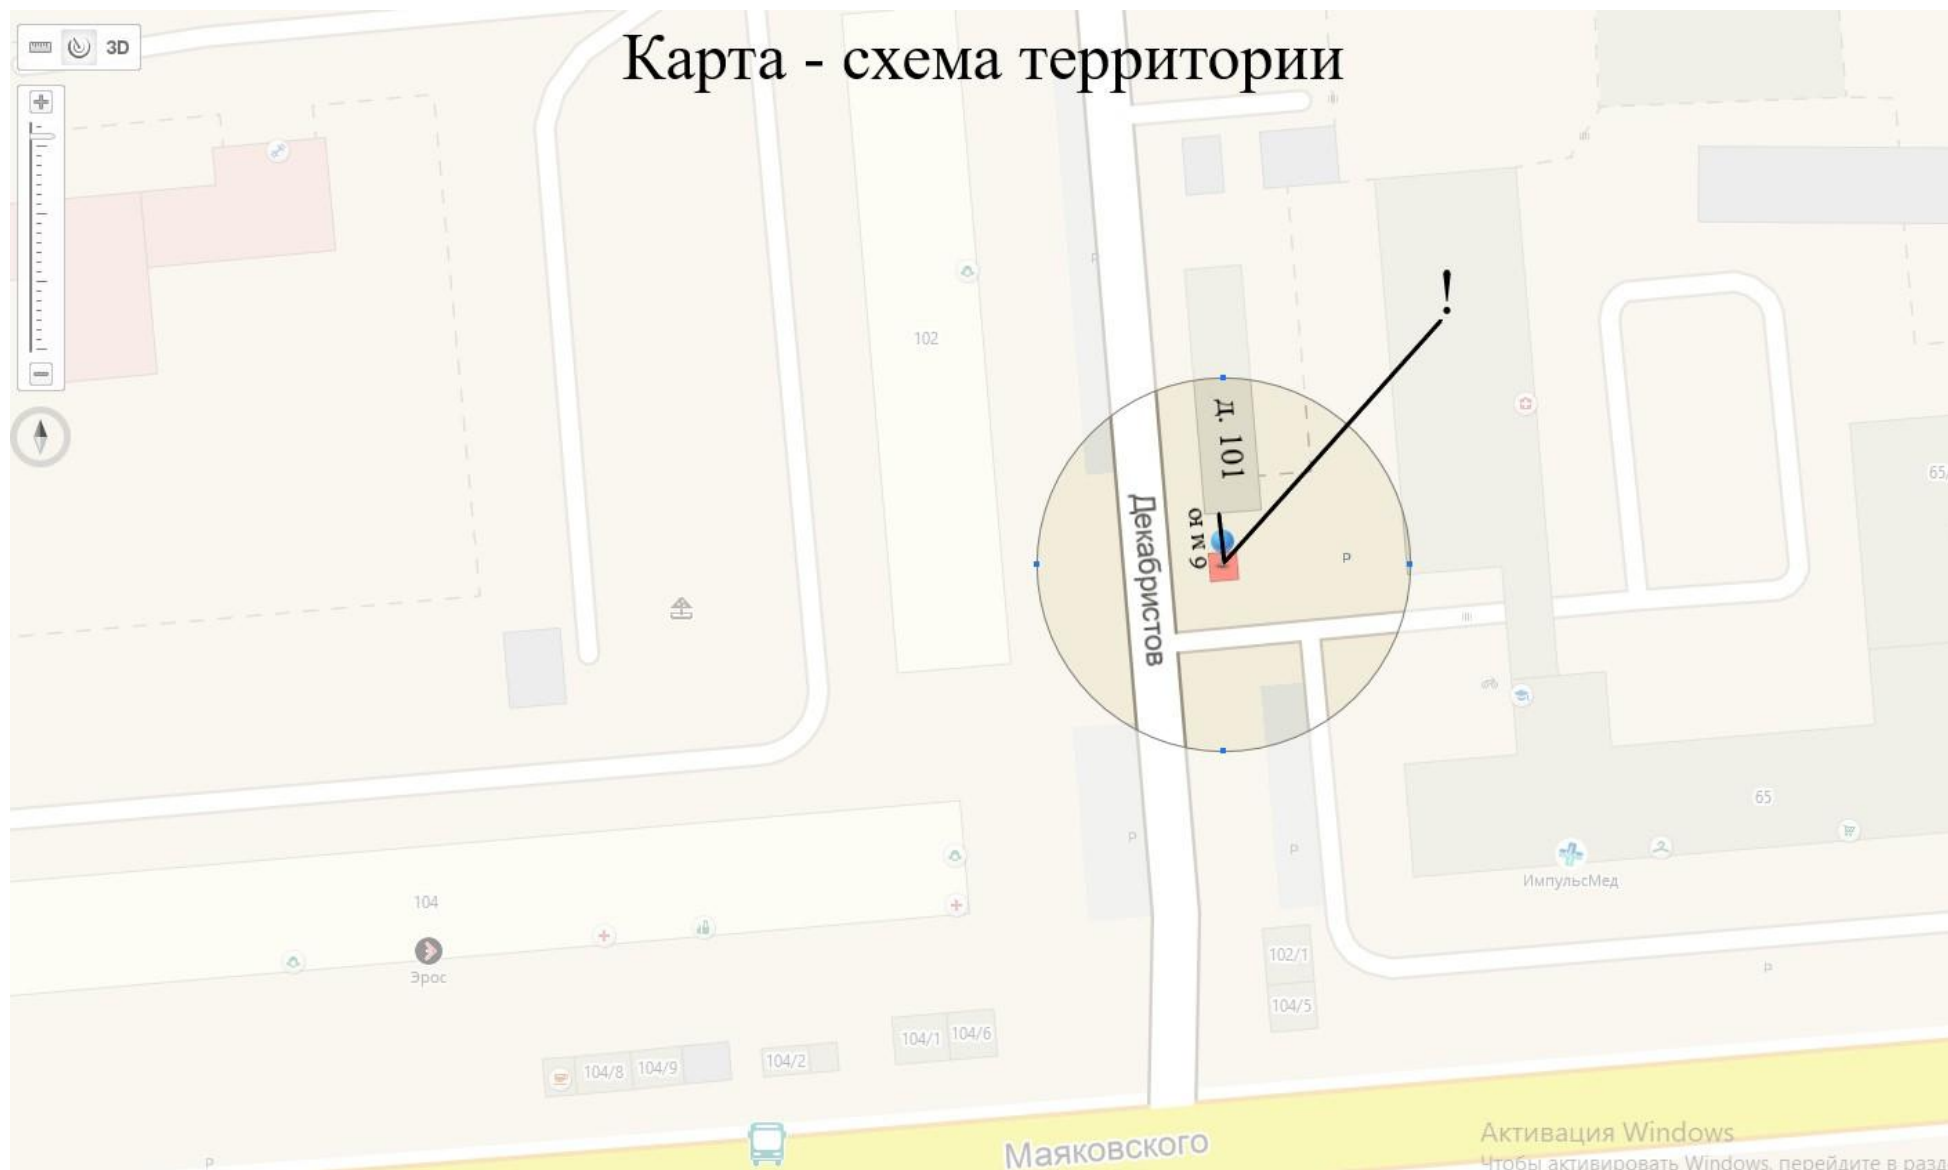 Карта - схема территории
3D
!
P
102
д. 101
6 м ю
P
Декабристов
65
65
ИмпульсМед
P
P
104
Эрос
102/1
104/5
P
104/1
104/6
104/2
104/8
104/9
P
Маяковского
Активация Windows
Чтобы активировать Windows, перейдите в разд